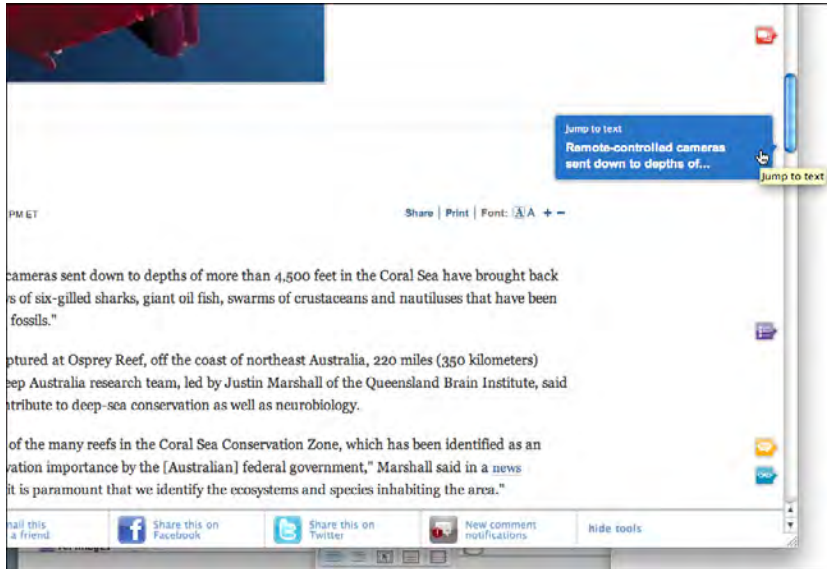 Jump to text
Remote-controlled cameras
sent down to depths of...
Jump to text
PM ET
Share | Print | Font: A A + −
cameras sent down to depths of more than 4,500 feet in the Coral Sea have brought back
of six-gilled sharks, giant oil fish, swarms of crustaceans and nautiluses that have been
fossils."
ptured at Osprey Reef, off the coast of northeast Australia, 220 miles (350 kilometers)
eep Australia research team, led by Justin Marshall of the Queensland Brain Institute, said
ntribute to deep-sea conservation as well as neurobiology.
of the many reefs in the Coral Sea Conservation Zone, which has been identified as an
vation importance by the [Australian] federal government," Marshall said in a news
it is paramount that we identify the ecosystems and species inhabiting the area."
ail this
a friend
Share this on
Facebook
Share this on
Twitter
New comment
notifications
hide tools